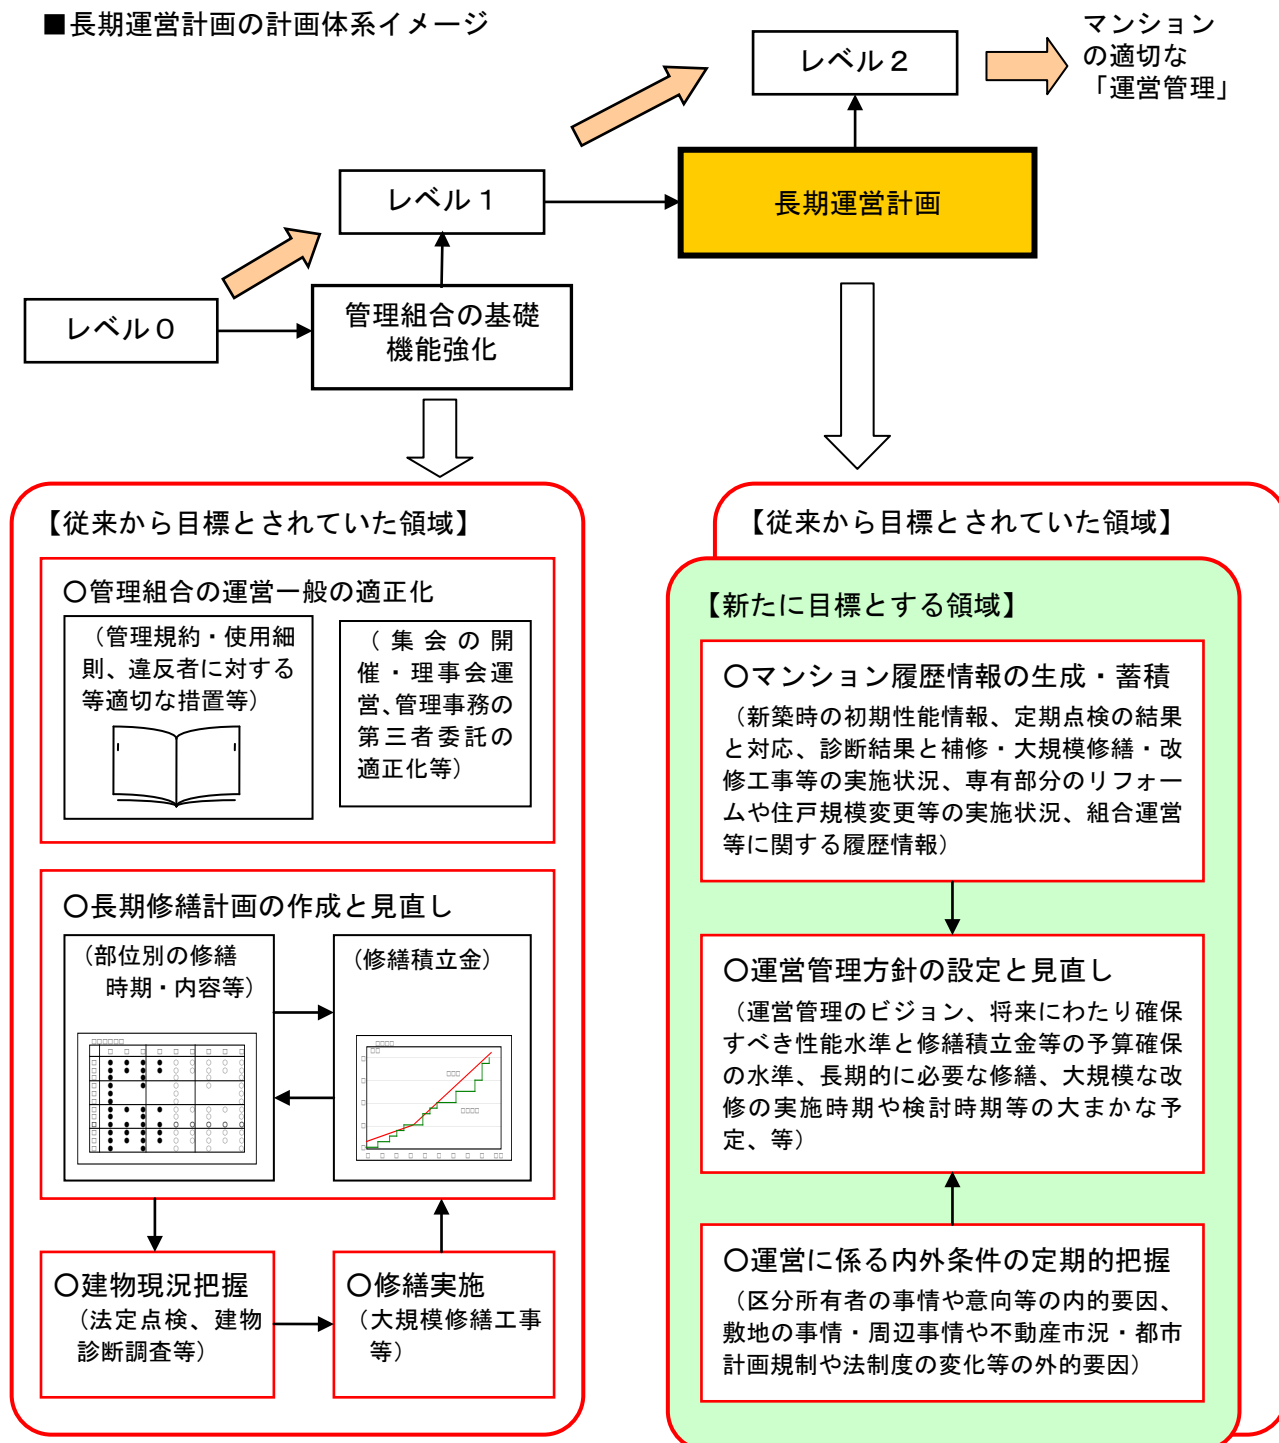 ■長期運営計画の計画体系イメージ
マンション
の適切な
「運営管理」
レベル２
レベル１
長期運営計画
レベル０
管理組合の基礎
機能強化
【従来から目標とされていた領域】
○管理組合の運営一般の適正化
（管理規約・使用細
則、違反者に対する
等適切な措置等）
（集会の開
催・理事会運
営、管理事務の
第三者委託の
適正化等）
○長期修繕計画の作成と見直し
（部位別の修繕
時期・内容等）
（修繕積立金）
○建物現況把握
（法定点検、建物
診断調査等）
○修繕実施
（大規模修繕工事
等）
【従来から目標とされていた領域】
【新たに目標とする領域】
○マンション履歴情報の生成・蓄積
（新築時の初期性能情報、定期点検の結果
と対応、診断結果と補修・大規模修繕・改
修工事等の実施状況、専有部分のリフォー
ムや住戸規模変更等の実施状況、組合運営
等に関する履歴情報）
○運営管理方針の設定と見直し
（運営管理のビジョン、将来にわたり確保
すべき性能水準と修繕積立金等の予算確保
の水準、長期的に必要な修繕、大規模な改
修の実施時期や検討時期等の大まかな予
定、等）
○運営に係る内外条件の定期的把握
（区分所有者の事情や意向等の内的要因、
敷地の事情・周辺事情や不動産市況・都市
計画規制や法制度の変化等の外的要因）